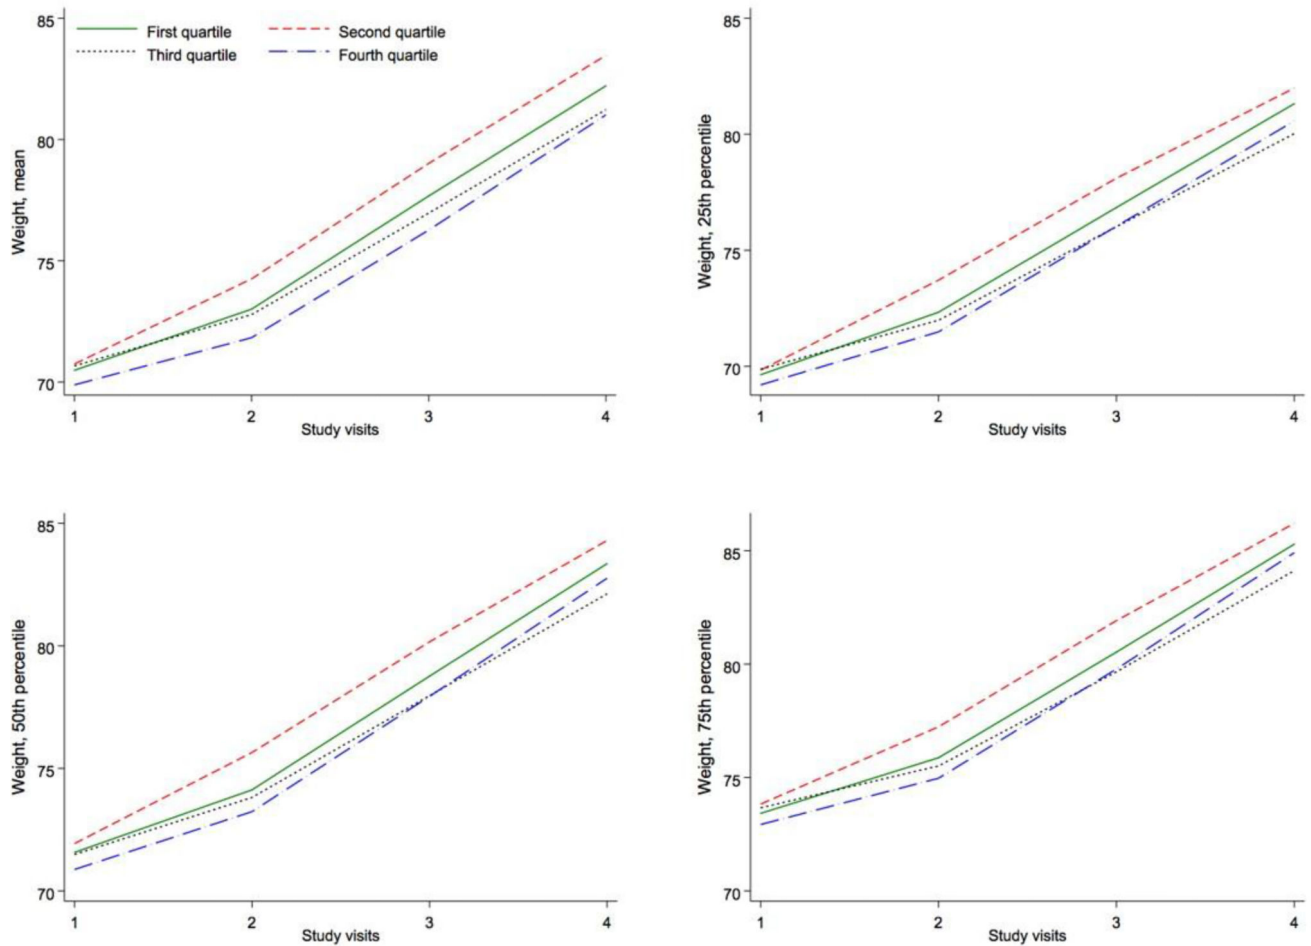 85
First quartile
Second quartile
Third quartile
Fourth quartile
80
75
70
Weight, mean
1 2 3 4
Study visits
85
80
75
70
Weight, 25th percentile
1 2 3 4
Study visits
85
80
75
70
Weight, 50th percentile
1 2 3 4
Study visits
85
80
75
70
Weight, 75th percentile
1 2 3 4
Study visits